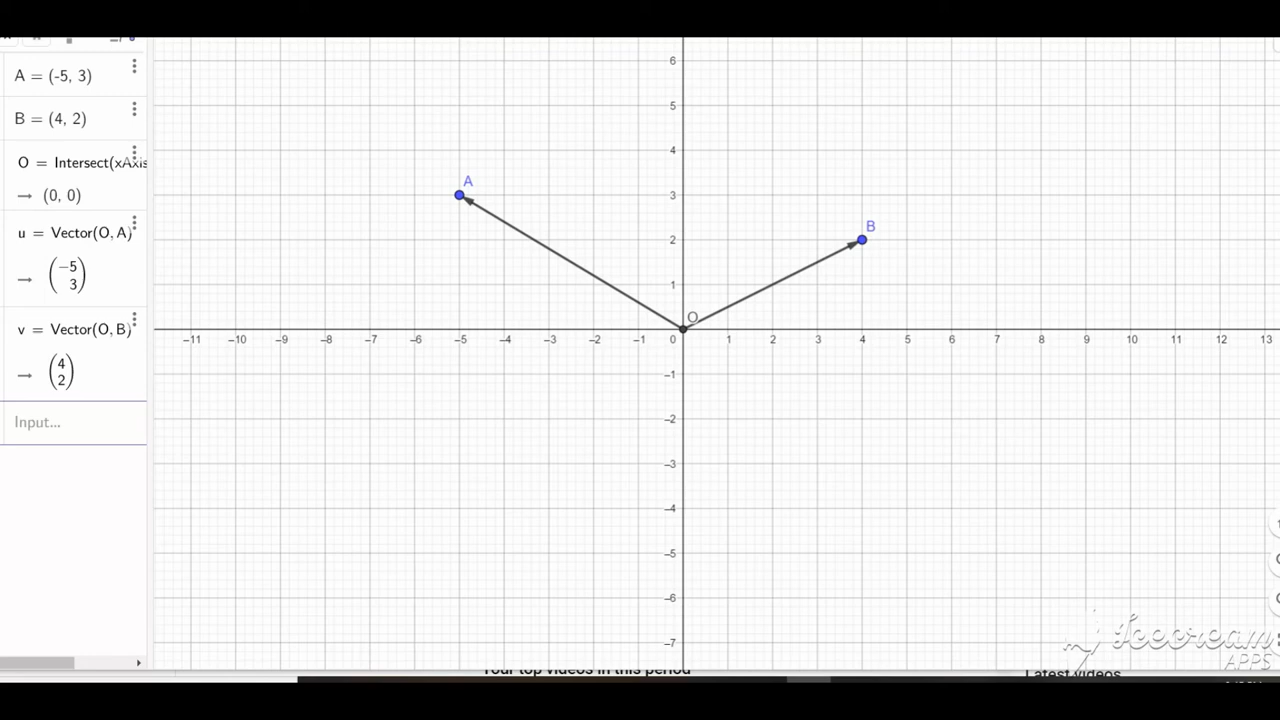 A = (-5, 3)
B = (4, 2)
O = Intersect(xAxis
→ (0, 0)
u = Vector(O, A)
→ (−5
3)
v = Vector(O, B)
→ (4
2)
Input...
6
5
4
3
2
1
−1
−2
−3
−4
−5
−6
−7
−11 −10 −9 −8 −7 −6 −5 −4 −3 −2 −1 0 1 2 3 4 5 6 7 8 9 10 11 12 13
A
B
O
Icecream
APPS
Your top videos in this period
Latest videos